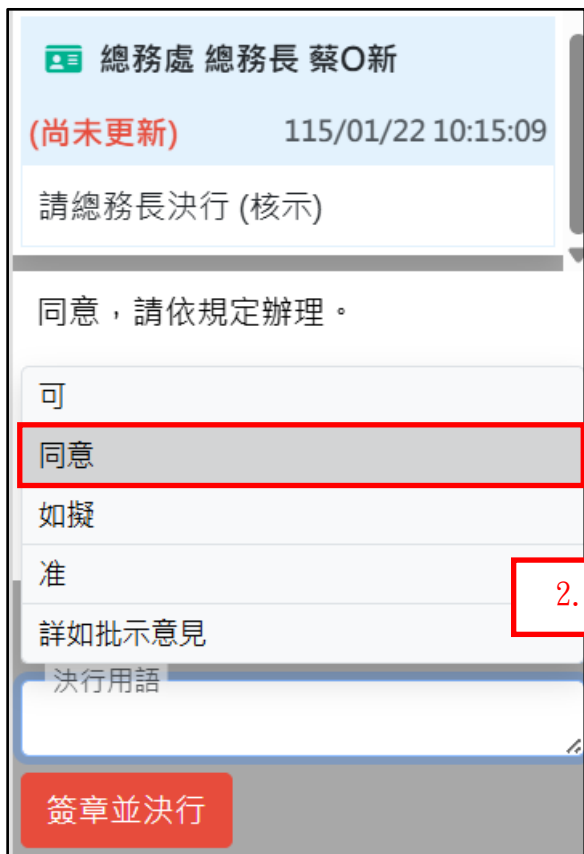 總務處 總務長 蔡O新
(尚未更新) 115/01/22 10:15:09
請總務長決行 (核示)
同意，請依規定辦理。
可
同意
如擬
准
2.
詳如批示意見
決行用語
簽章並決行